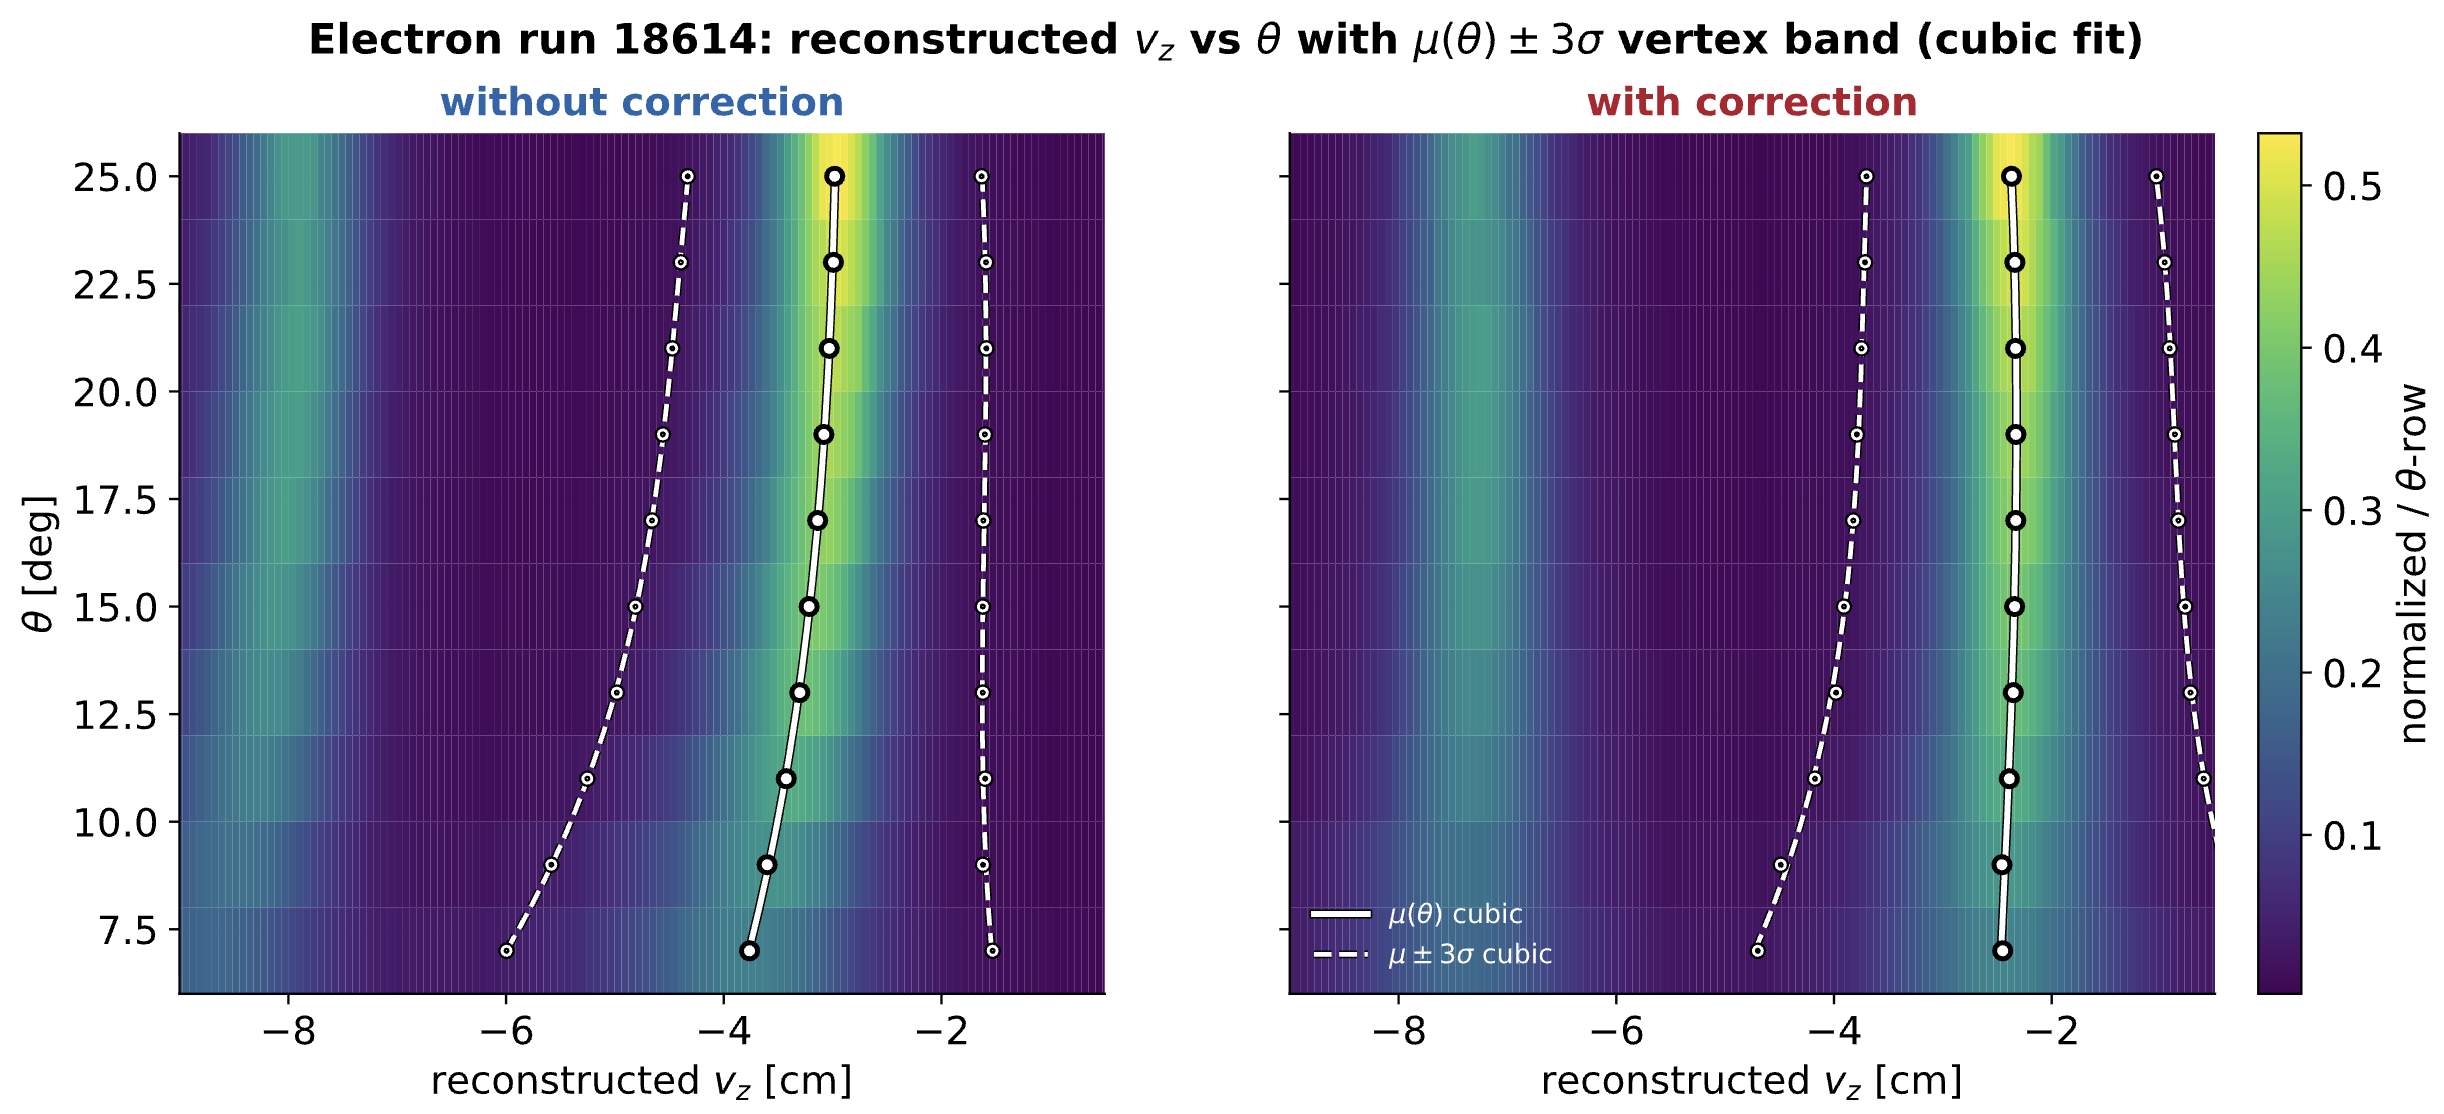 Electron run 18614: reconstructed v_z vs θ with μ(θ) ± 3σ vertex band (cubic fit)
without correction
with correction
25.0
22.5
20.0
17.5
15.0
12.5
10.0
7.5
θ [deg]
−8
−6
−4
−2
reconstructed v_z [cm]
μ(θ) cubic
μ ± 3σ cubic
−8
−6
−4
−2
reconstructed v_z [cm]
0.5
0.4
0.3
0.2
0.1
normalized / θ-row